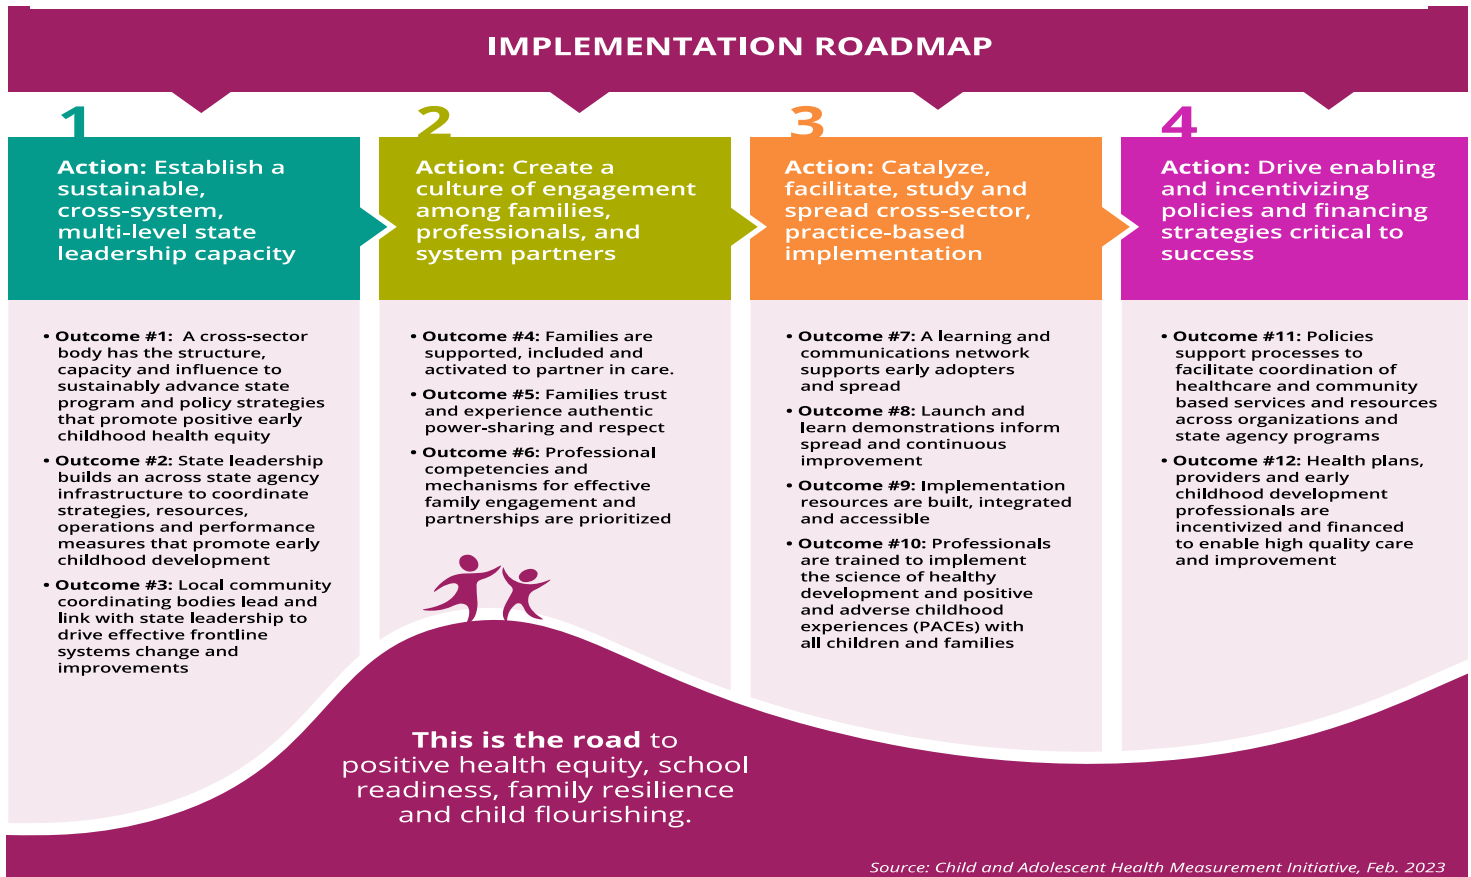 IMPLEMENTATION ROADMAP
1
Action: Establish a
sustainable,
cross-system,
multi-level state
leadership capacity
• Outcome #1:  A cross-sector
body has the structure,
capacity and influence to
sustainably advance state
program and policy strategies
that promote positive early
childhood health equity
• Outcome #2: State leadership
builds an across state agency
infrastructure to coordinate
strategies, resources,
operations and performance
measures that promote early
childhood development
• Outcome #3: Local community
coordinating bodies lead and
link with state leadership to
drive effective frontline
systems change and
improvements
2
Action: Create a
culture of engagement
among families,
professionals, and
system partners
• Outcome #4: Families are
supported, included and
activated to partner in care.
• Outcome #5: Families trust
and experience authentic
power-sharing and respect
• Outcome #6: Professional
competencies and
mechanisms for effective
family engagement and
partnerships are prioritized
3
Action: Catalyze,
facilitate, study and
spread cross-sector,
practice-based
implementation
• Outcome #7: A learning and
communications network
supports early adopters
and spread
• Outcome #8: Launch and
learn demonstrations inform
spread and continuous
improvement
• Outcome #9: Implementation
resources are built, integrated
and accessible
• Outcome #10: Professionals
are trained to implement
the science of healthy
development and positive
and adverse childhood
experiences (PACEs) with
all children and families
4
Action: Drive enabling
and incentivizing
policies and financing
strategies critical to
success
• Outcome #11: Policies
support processes to
facilitate coordination of
healthcare and community
based services and resources
across organizations and
state agency programs
• Outcome #12: Health plans,
providers and early
childhood development
professionals are
incentivized and financed
to enable high quality care
and improvement
This is the road to
positive health equity, school
readiness, family resilience
and child flourishing.
Source: Child and Adolescent Health Measurement Initiative, Feb. 2023